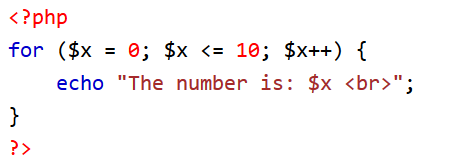 <?php
for ($x = 0; $x <= 10; $x++) {
    echo "The number is: $x <br>";
}
?>